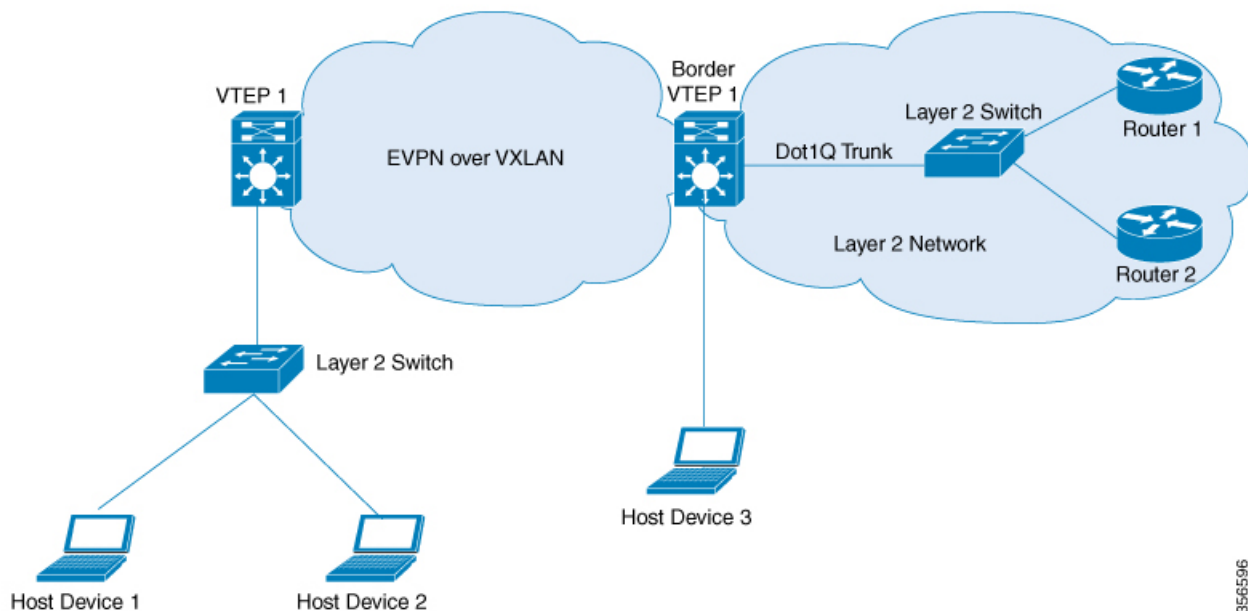 VTEP 1
Border
VTEP 1
EVPN over VXLAN
Dot1Q Trunk
Layer 2 Switch
Router 1
Layer 2 Network
Router 2
Layer 2 Switch
Host Device 3
Host Device 1
Host Device 2
356596